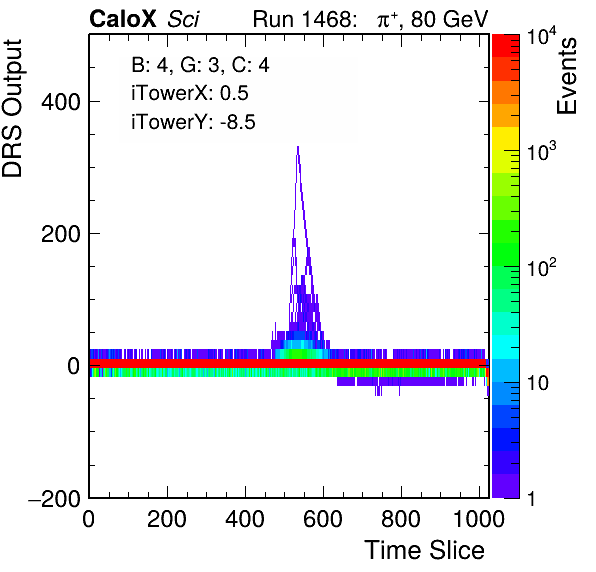 CaloX Sci Run 1468: π⁺, 80 GeV
B: 4, G: 3, C: 4
iTowerX: 0.5
iTowerY: -8.5
DRS Output
400
200
0
−200
0 200 400 600 800 1000
Time Slice
Events
10⁴
10³
10²
10
1